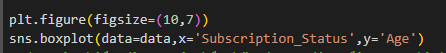 plt.figure(figsize=(10,7))
sns.boxplot(data=data,x='Subscription_Status',y='Age')